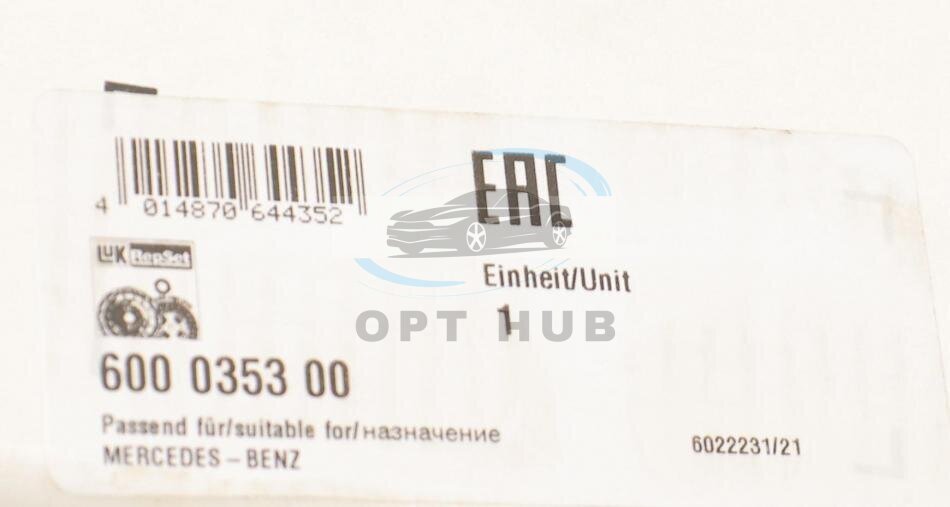 EAC
4 014870 644352
LuK RepSet
Einheit/Unit
1
OPT HUB
600 0353 00
Passend für/suitable for/назначение
MERCEDES – BENZ
6022231/21